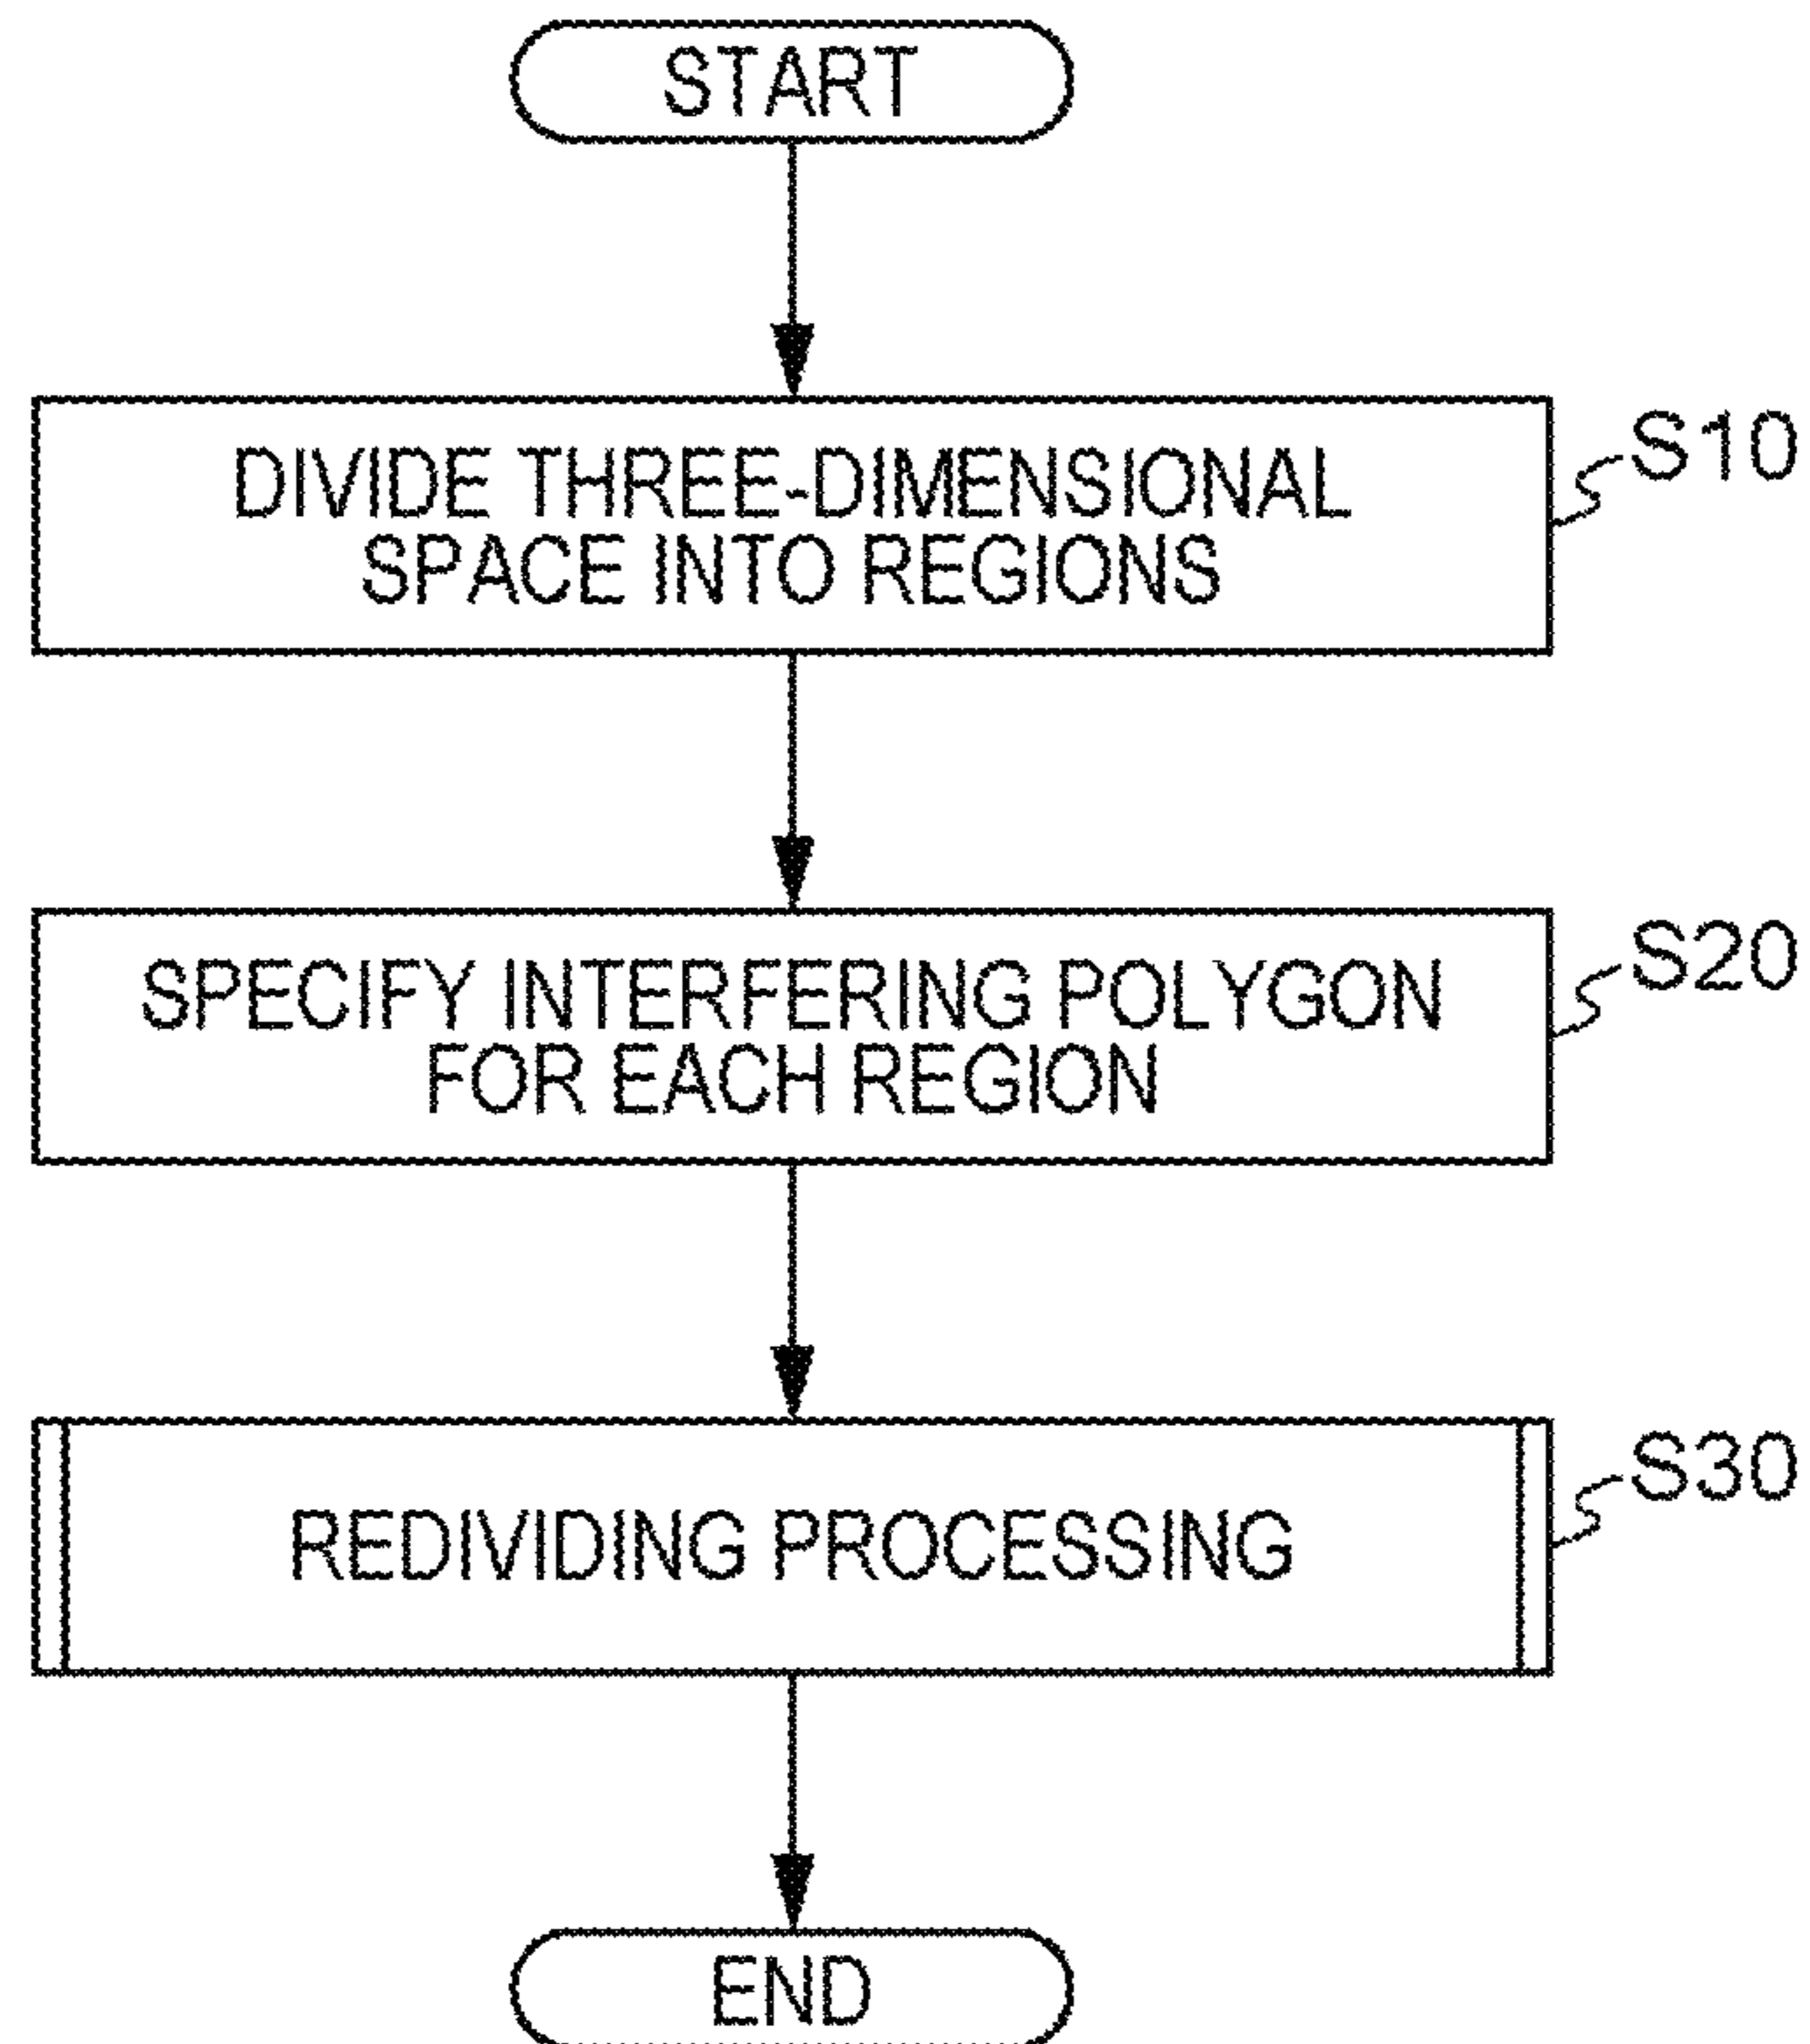 START
DIVIDE THREE-DIMENSIONAL
SPACE INTO REGIONS
S10
SPECIFY INTERFERING POLYGON
FOR EACH REGION
S20
REDIVIDING PROCESSING
S30
END